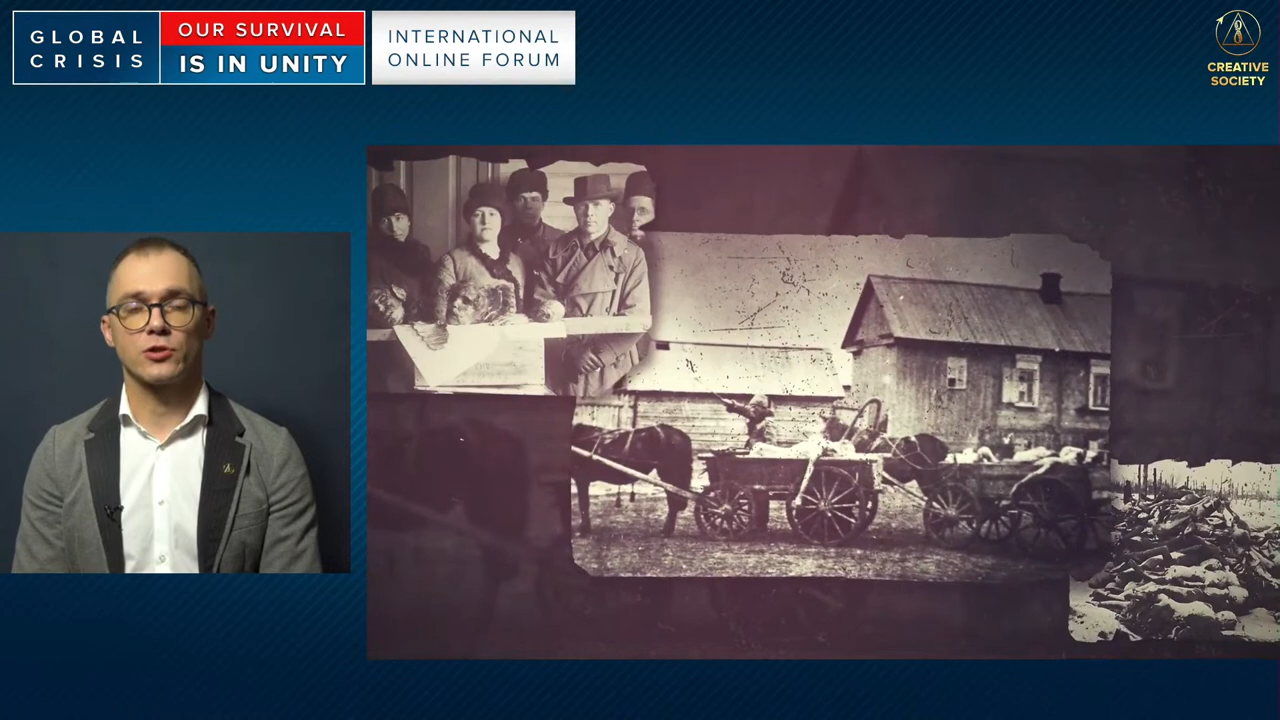 GLOBAL
CRISIS
OUR SURVIVAL
IS IN UNITY
INTERNATIONAL
ONLINE FORUM
CREATIVE
SOCIETY